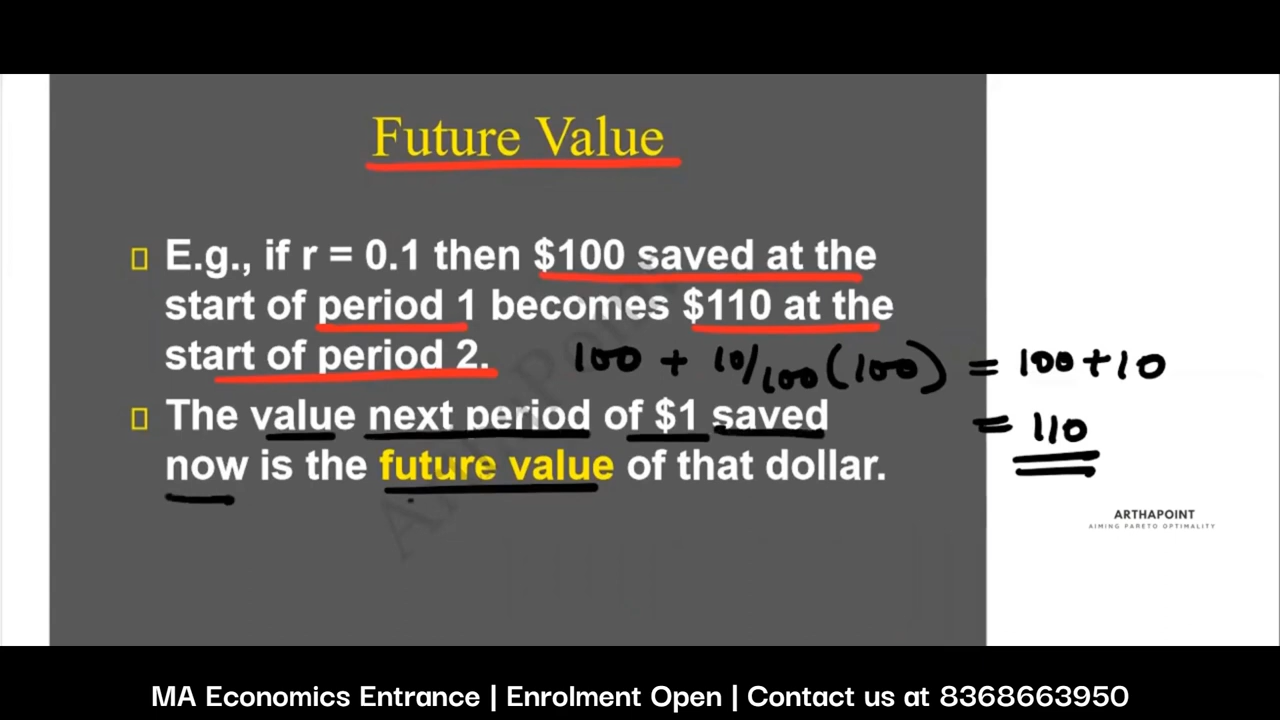 Future Value
E.g., if r = 0.1 then $100 saved at the
start of period 1 becomes $110 at the
start of period 2.
100 + 10/100 (100) = 100+10
= 110
The value next period of $1 saved
now is the future value of that dollar.
ArthaPoint
ARTHAPOINT
AIMING PARETO OPTIMALITY
MA Economics Entrance | Enrolment Open | Contact us at 8368663950